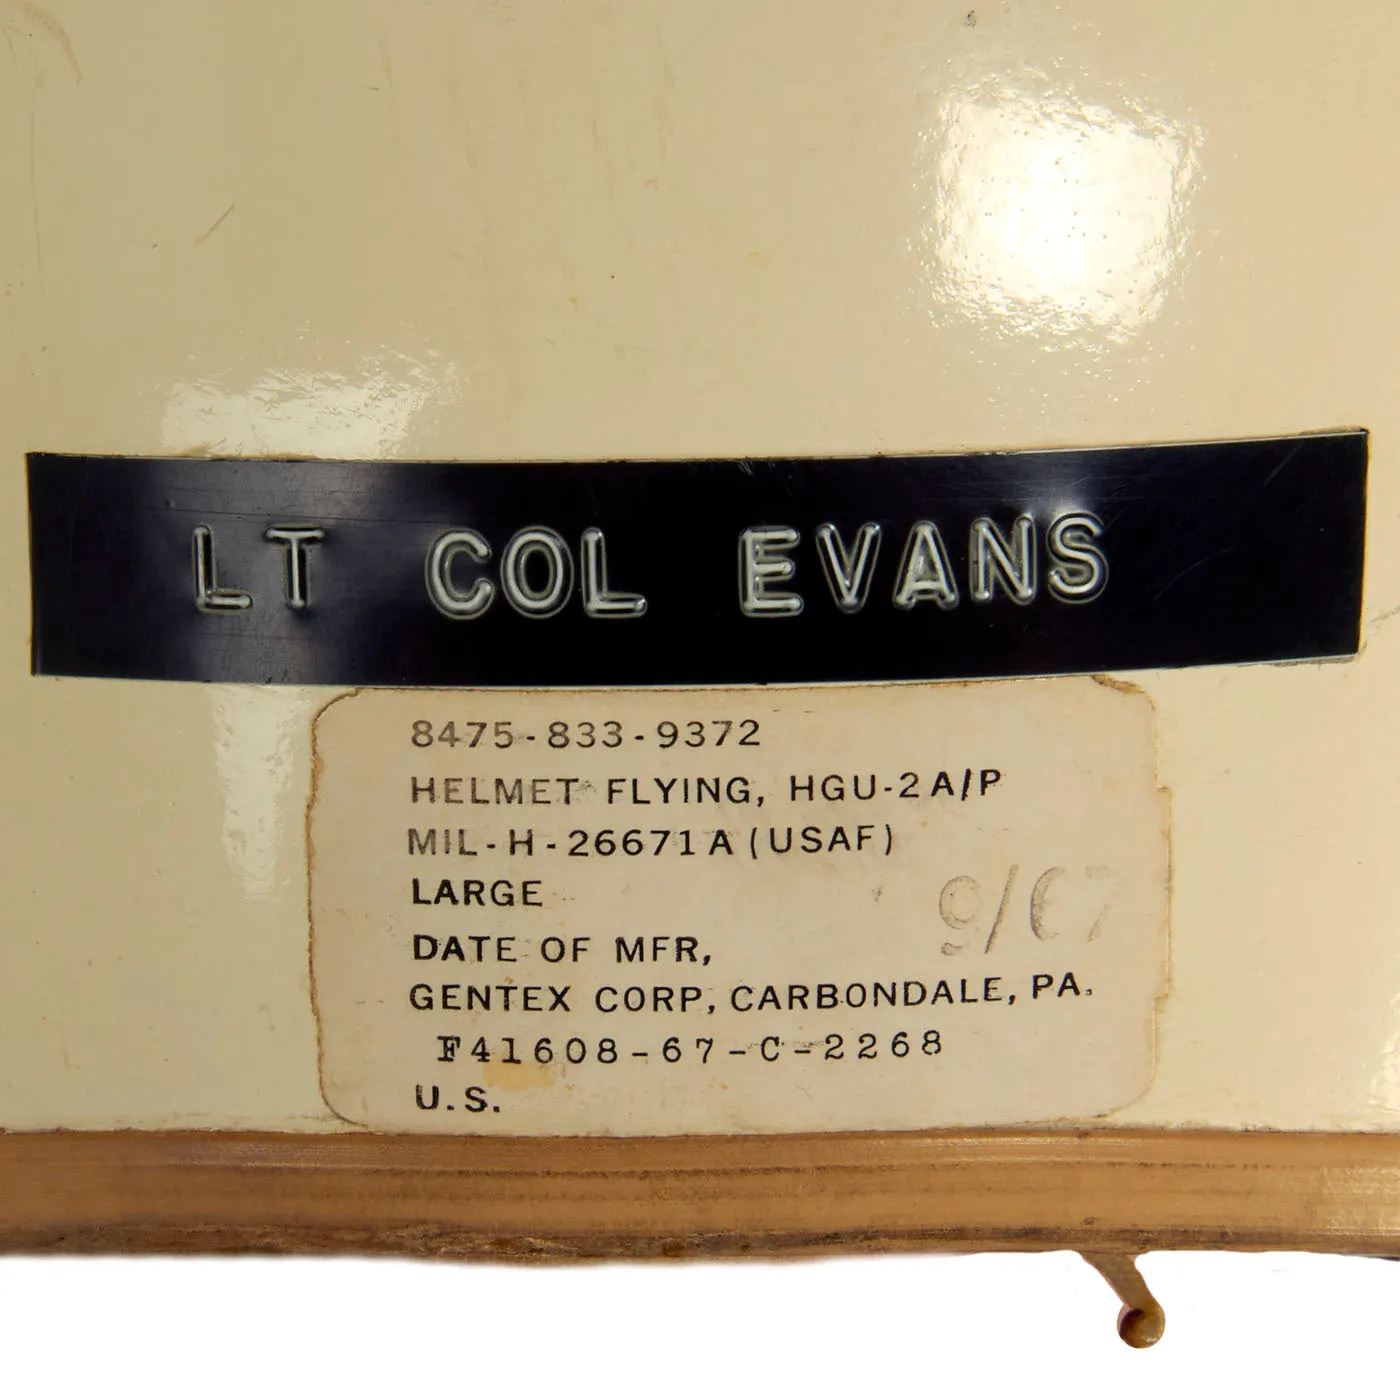 LT COL EVANS
8475-833-9372
HELMET FLYING, HGU-2A/P
MIL-H-26671A (USAF)
LARGE
DATE OF MFR, 9/67
GENTEX CORP, CARBONDALE, PA.
F41608-67-C-2268
U.S.